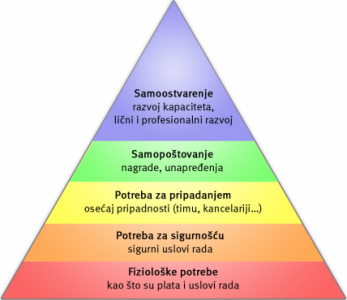 Samoostvarenje
razvoj kapaciteta,
lični i profesionalni razvoj
Samopoštovanje
nagrade, unapređenja
Potreba za pripadanjem
osećaj pripadnosti (timu, kancelariji...)
Potreba za sigurnošću
sigurni uslovi rada
Fiziološke potrebe
kao što su plata i uslovi rada